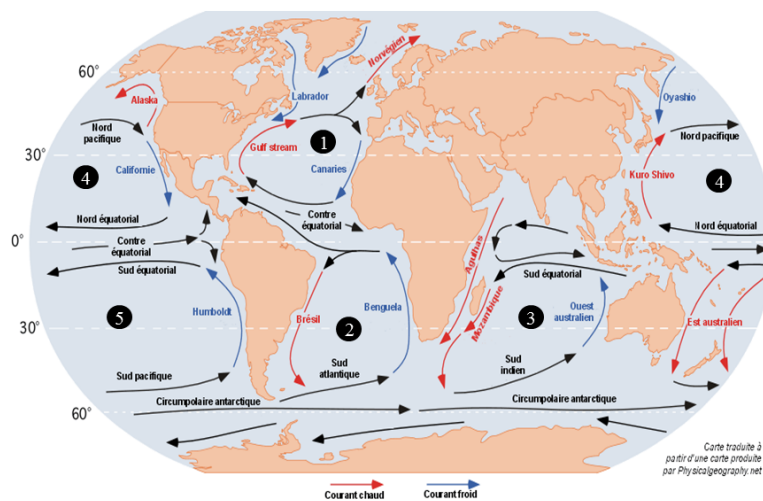 60°
Norvégien
Labrador
Alaska
Oyashio
Nord
pacifique
1
Nord pacifique
Gulf stream
30°
Californie
Canaries
Kuro Shivo
4
4
Contre
équatorial
Nord équatorial
Nord équatorial
0°
Contre
équatorial
Agulhas
Sud équatorial
Sud équatorial
Humboldt
Brésil
Benguela
Mozambique
Ouest
australien
Est australien
5
2
3
30°
Sud
atlantique
Sud
indien
Sud pacifique
Circumpolaire antarctique
Circumpolaire antarctique
60°
Carte traduite à
partir d'une carte produite
par Physicalgeography.net
Courant chaud
Courant froid